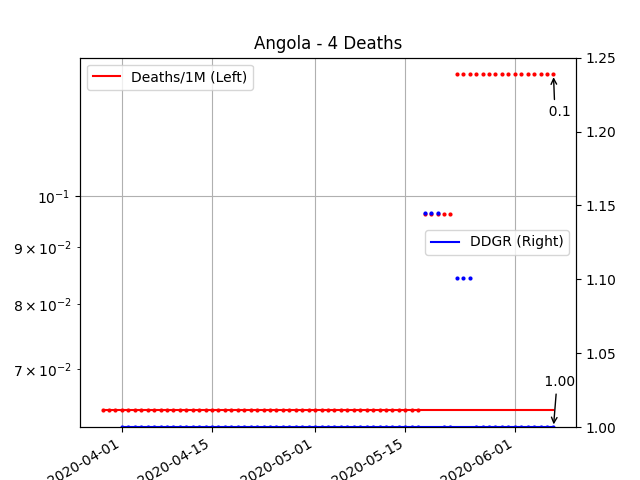 Angola - 4 Deaths
Deaths/1M (Left)
DDGR (Right)
0.1
1.00
10⁻¹
9 × 10⁻²
8 × 10⁻²
7 × 10⁻²
1.25
1.20
1.15
1.10
1.05
1.00
2020-04-01
2020-04-15
2020-05-01
2020-05-15
2020-06-01